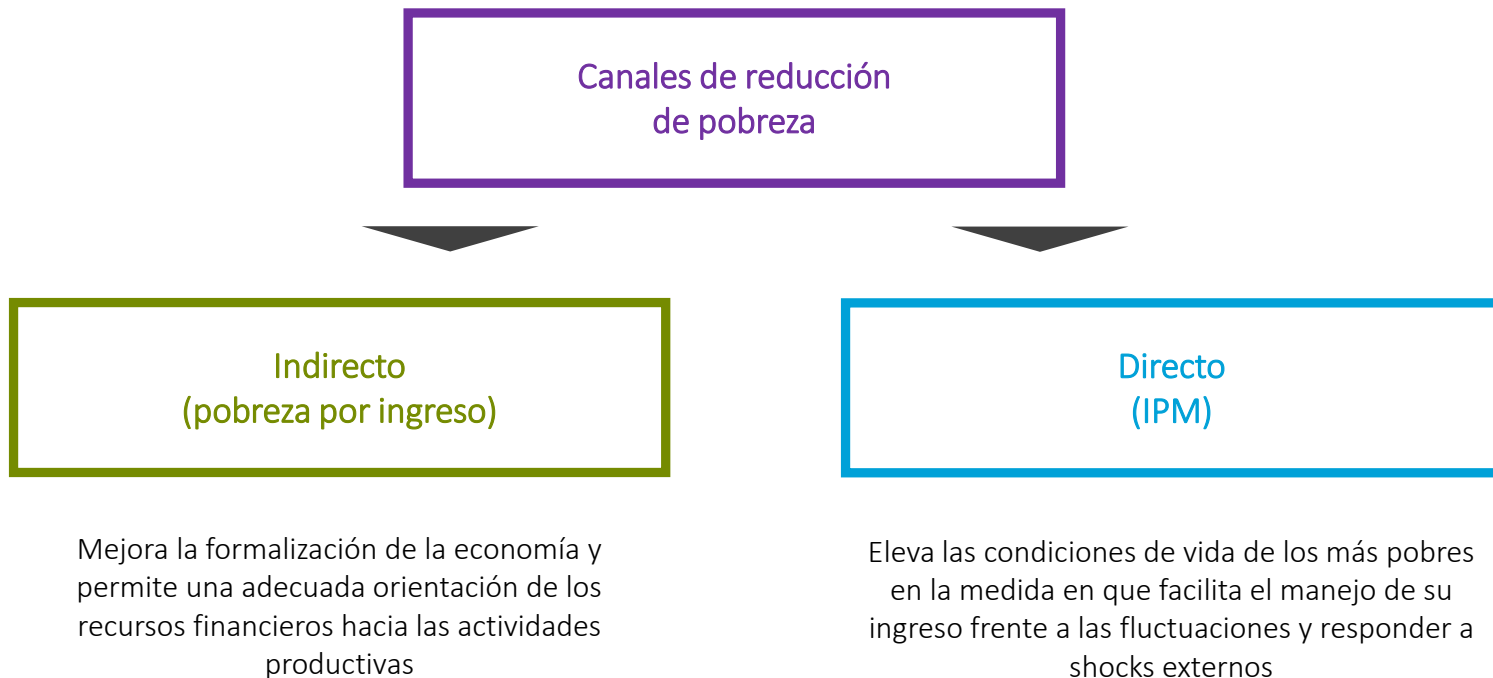 Canales de reducción
de pobreza
Indirecto
(pobreza por ingreso)
Directo
(IPM)
Mejora la formalización de la economía y
permite una adecuada orientación de los
recursos financieros hacia las actividades
productivas
Eleva las condiciones de vida de los más pobres
en la medida en que facilita el manejo de su
ingreso frente a las fluctuaciones y responder a
shocks externos